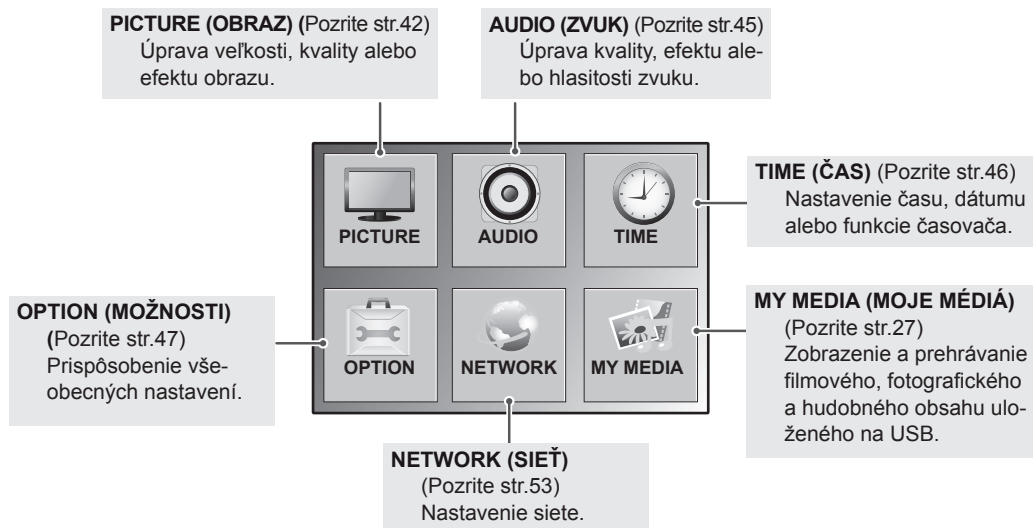 PICTURE (OBRAZ) (Pozrite str.42)
Úprava veľkosti, kvality alebo
efektu obrazu.
AUDIO (ZVUK) (Pozrite str.45)
Úprava kvality, efektu ale-
bo hlasitosti zvuku.
PICTURE
AUDIO
TIME
TIME (ČAS) (Pozrite str.46)
Nastavenie času, dátumu
alebo funkcie časovača.
OPTION (MOŽNOSTI)
(Pozrite str.47)
Prispôsobenie vše-
obecných nastavení.
OPTION
NETWORK
MY MEDIA
MY MEDIA (MOJE MÉDIÁ)
(Pozrite str.27)
Zobrazenie a prehrávanie
filmového, fotografického
a hudobného obsahu ulo-
ženého na USB.
NETWORK (SIEŤ)
(Pozrite str.53)
Nastavenie siete.